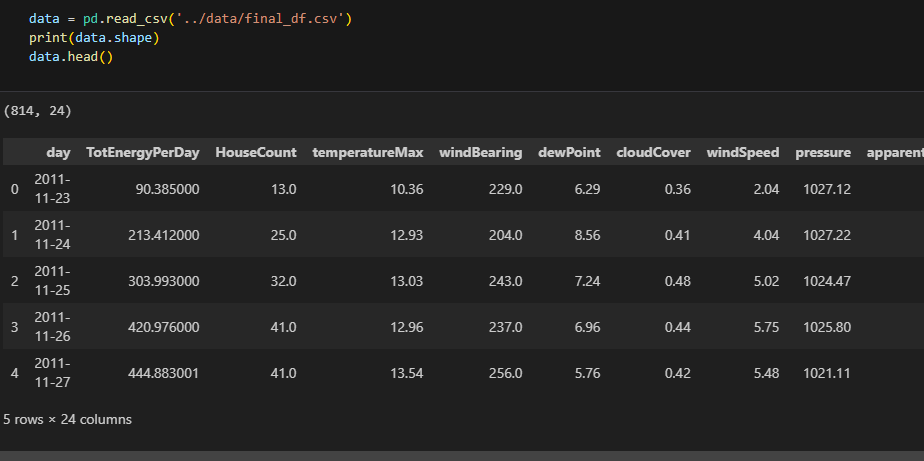 data = pd.read_csv('../data/final_df.csv')
print(data.shape)
data.head()
(814, 24)
day TotEnergyPerDay HouseCount temperatureMax windBearing dewPoint cloudCover windSpeed pressure apparent
0 2011-11-23 90.385000 13.0 10.36 229.0 6.29 0.36 2.04 1027.12
1 2011-11-24 213.412000 25.0 12.93 204.0 8.56 0.41 4.04 1027.22
2 2011-11-25 303.993000 32.0 13.03 243.0 7.24 0.48 5.02 1024.47
3 2011-11-26 420.976000 41.0 12.96 237.0 6.96 0.44 5.75 1025.80
4 2011-11-27 444.883001 41.0 13.54 256.0 5.76 0.42 5.48 1021.11
5 rows × 24 columns